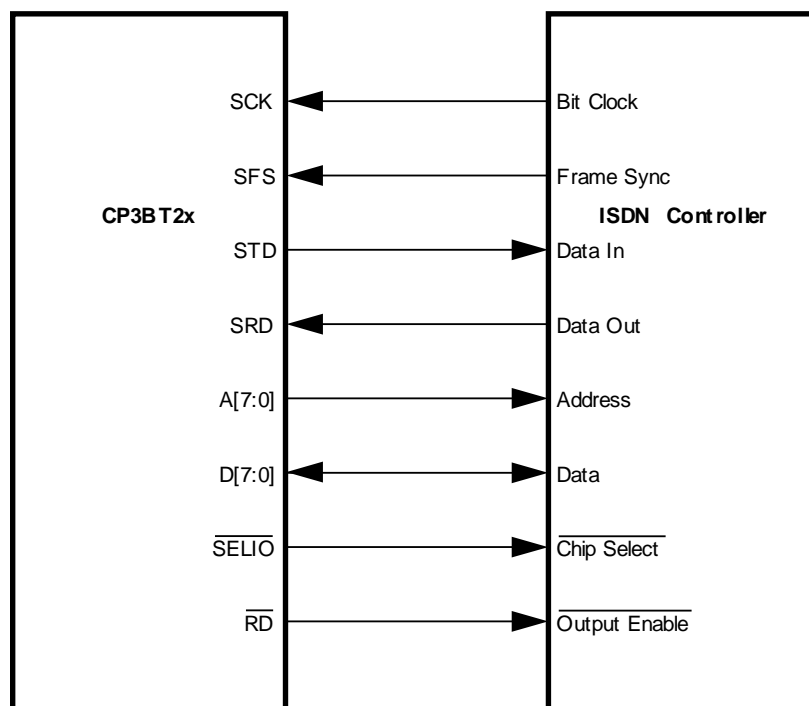 SCK Bit Clock
SFS Frame Sync
CP3BT2x ISDN Controller
STD Data In
SRD Data Out
A[7:0] Address
D[7:0] Data
SELIO Chip Select
RD Output Enable